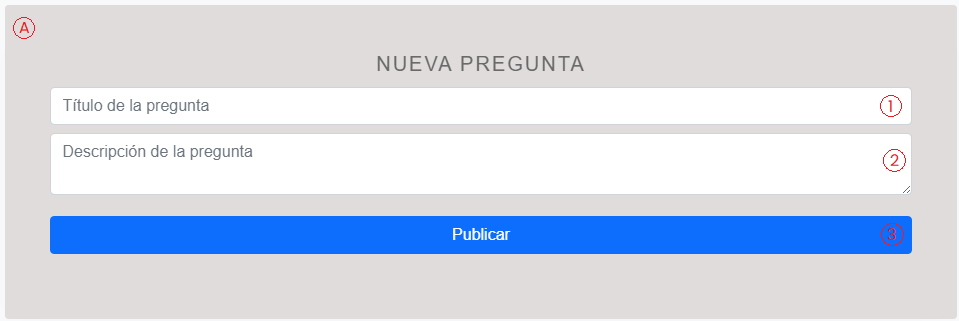 A
NUEVA PREGUNTA
Título de la pregunta 1
Descripción de la pregunta 2
Publicar 3